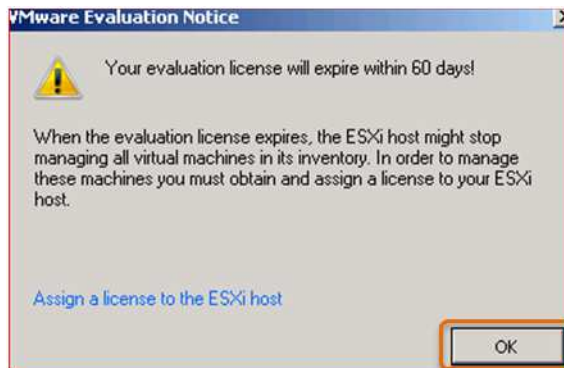 VMware Evaluation Notice
Your evaluation license will expire within 60 days!
When the evaluation license expires, the ESXi host might stop
managing all virtual machines in its inventory. In order to manage
these machines you must obtain and assign a license to your ESXi
host.
Assign a license to the ESXi host
OK